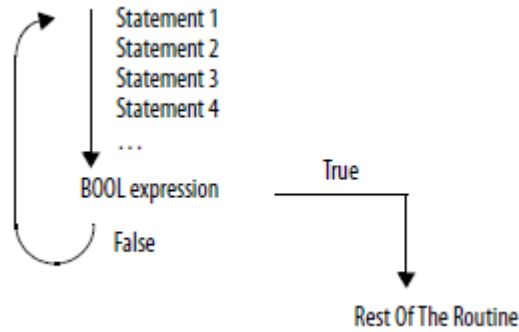 Statement 1
Statement 2
Statement 3
Statement 4
...
BOOL expression
True
False
Rest Of The Routine